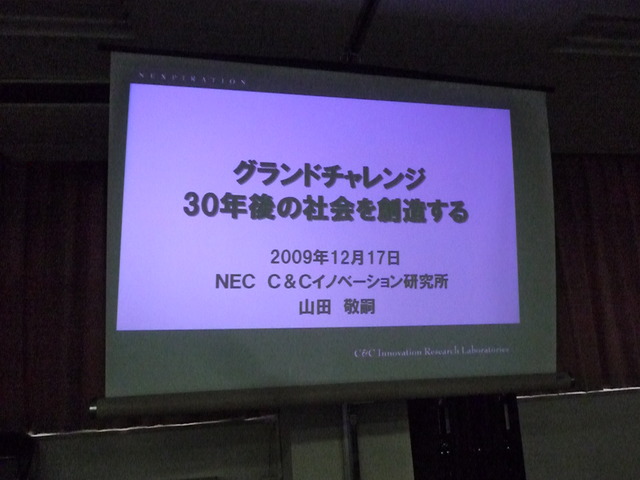 NEXPIRATION
グランドチャレンジ
30年後の社会を創造する
2009年12月17日
NEC C&Cイノベーション研究所
山田 敬嗣
C&C Innovation Research Laboratories